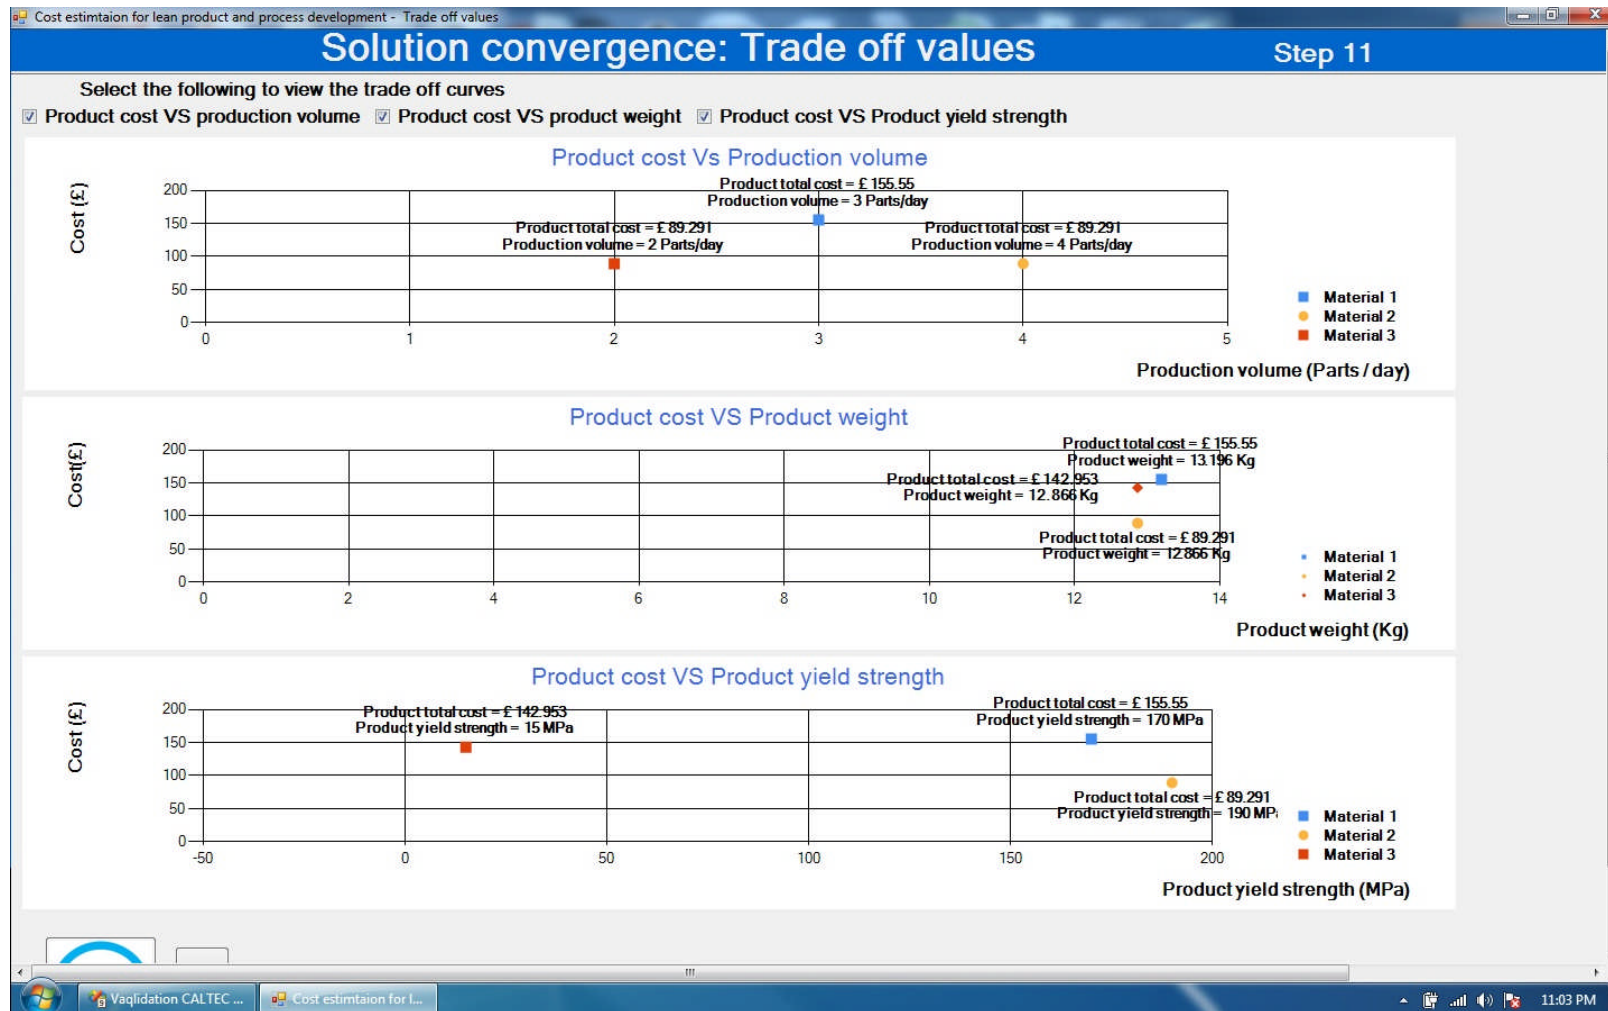 Cost estimtaion for lean product and process development - Trade off values
Solution convergence: Trade off values
Step 11
Select the following to view the trade off curves
Product cost VS production volume
Product cost VS product weight
Product cost VS Product yield strength
Product cost Vs Production volume
Cost (£)
200
150
100
50
0
Product total cost = £ 155.55
Production volume = 3 Parts/day
Product total cost = £ 89.291
Production volume = 2 Parts/day
Product total cost = £ 89.291
Production volume = 4 Parts/day
0 1 2 3 4 5
Material 1
Material 2
Material 3
Production volume (Parts / day)
Product cost VS Product weight
Cost(£)
200
150
100
50
0
Product total cost = £ 155.55
Product weight = 13.196 Kg
Product total cost = £ 142.953
Product weight = 12.866 Kg
Product total cost = £ 89.291
Product weight = 12.866 Kg
0 2 4 6 8 10 12 14
Material 1
Material 2
Material 3
Product weight (Kg)
Product cost VS Product yield strength
Cost (£)
200
150
100
50
0
Product total cost = £ 142.953
Product yield strength = 15 MPa
Product total cost = £ 155.55
Product yield strength = 170 MPa
Product total cost = £ 89.291
Product yield strength = 190 MPa
-50 0 50 100 150 200
Material 1
Material 2
Material 3
Product yield strength (MPa)
Vaqlidation CALTEC ...
Cost estimtaion for l...
11:03 PM